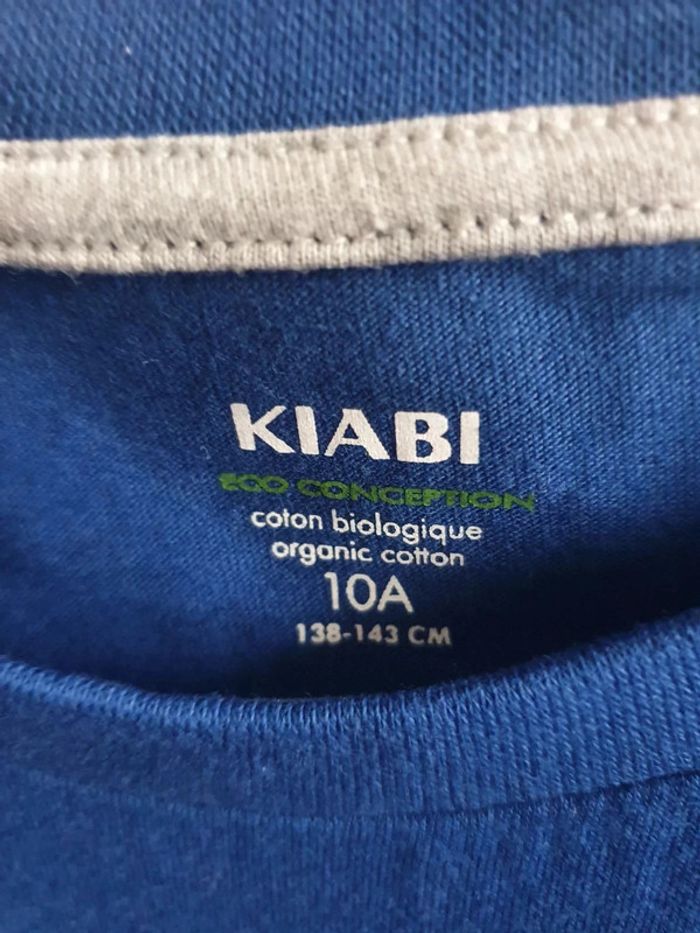 KIABI
ECO CONCEPTION
coton biologique
organic cotton
10A
138-143 CM